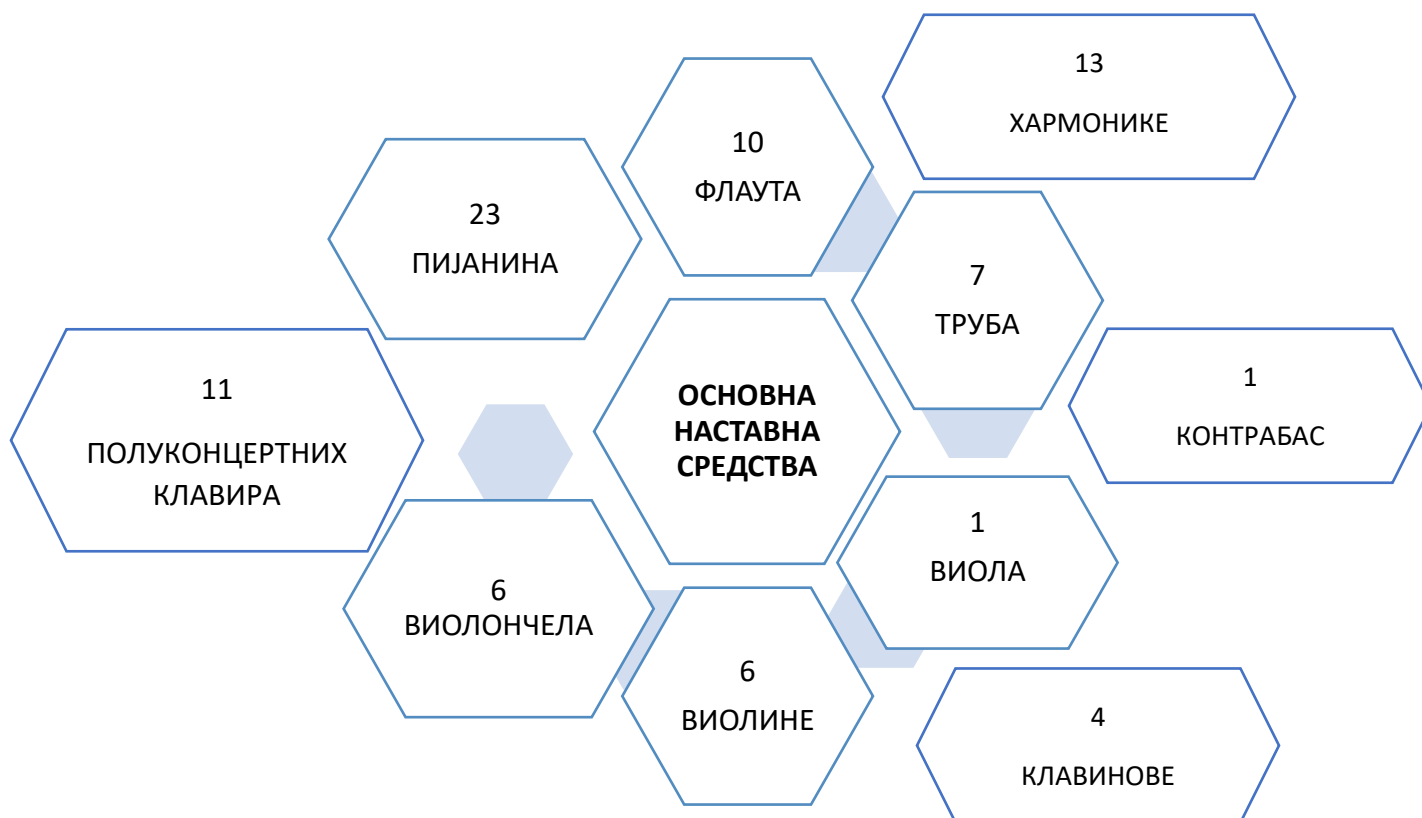 13
ХАРМОНИКЕ
10
ФЛАУТА
23
ПИЈАНИНА
7
ТРУБА
11
ПОЛУКОНЦЕРТНИХ
КЛАВИРА
ОСНОВНА
НАСТАВНА
СРЕДСТВА
1
КОНТРАБАС
1
ВИОЛА
6
ВИОЛОНЧЕЛА
6
ВИОЛИНЕ
4
КЛАВИНОВЕ